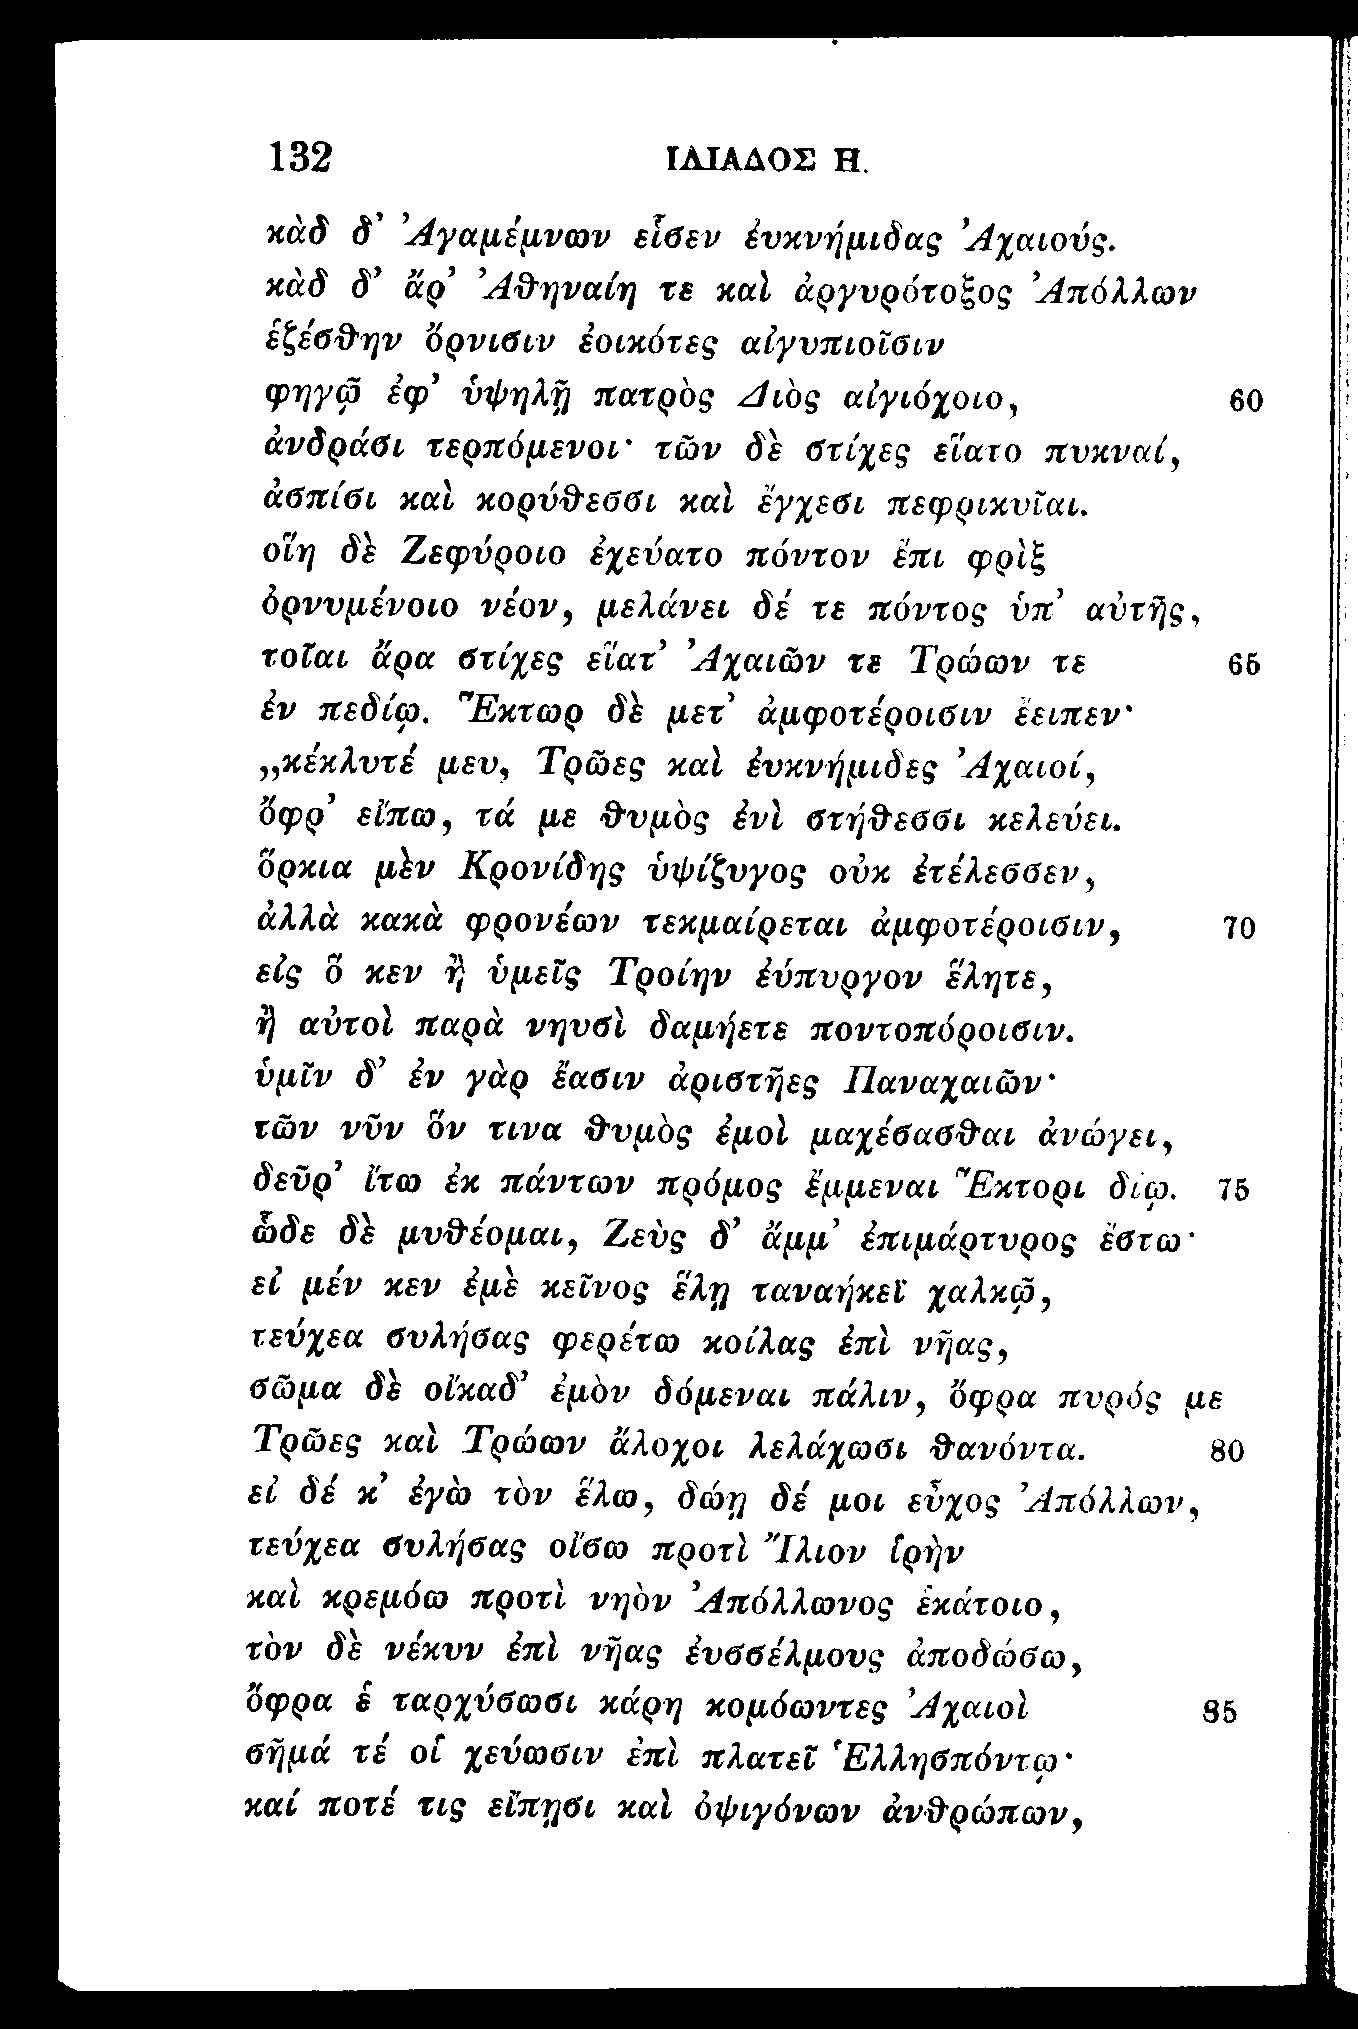 132 ΙΛΙΑΔΟΣ Η.
κὰδ δ’ Ἀγαμέμνων εἷσεν ἐυκνήμιδας Ἀχαιούς.
κὰδ δ’ ἄρ’ Ἀθηναίη τε καὶ ἀργυρότοξος Ἀπόλλων
ἑζέσθην ὄρνισιν ἐοικότες αἰγυπιοῖσιν
φηγῷ ἐφ’ ὑψηλῇ πατρὸς Διὸς αἰγιόχοιο, 60
ἀνδράσι τερπόμενοι· τῶν δὲ στίχες εἵατο πυκναί,
ἀσπίσι καὶ κορύθεσσι καὶ ἔγχεσι πεφρικυῖαι.
οἵη δὲ Ζεφύροιο ἐχεύατο πόντον ἔπι φρὶξ
ὀρνυμένοιο νέον, μελάνει δέ τε πόντος ὑπ’ αὐτῆς,
τοῖαι ἄρα στίχες εἵατ’ Ἀχαιῶν τε Τρώων τε 65
ἐν πεδίῳ. Ἕκτωρ δὲ μετ’ ἀμφοτέροισιν ἔειπεν·
„κέκλυτέ μευ, Τρῶες καὶ ἐυκνήμιδες Ἀχαιοί,
ὄφρ’ εἴπω, τά με θυμὸς ἐνὶ στήθεσσι κελεύει.
ὅρκια μὲν Κρονίδης ὑψίζυγος οὐκ ἐτέλεσσεν,
ἀλλὰ κακὰ φρονέων τεκμαίρεται ἀμφοτέροισιν, 70
εἰς ὅ κεν ἢ ὑμεῖς Τροίην ἐύπυργον ἕλητε,
ἢ αὐτοὶ παρὰ νηυσὶ δαμήετε ποντοπόροισιν.
ὑμῖν δ’ ἐν γὰρ ἔασιν ἀριστῆες Παναχαιῶν·
τῶν νῦν ὅν τινα θυμὸς ἐμοὶ μαχέσασθαι ἀνώγει,
δεῦρ’ ἴτω ἐκ πάντων πρόμος ἔμμεναι Ἕκτορι δίῳ. 75
ὧδε δὲ μυθέομαι, Ζεὺς δ’ ἄμμ’ ἐπιμάρτυρος ἔστω·
εἰ μέν κεν ἐμὲ κεῖνος ἕλῃ ταναήκεϊ χαλκῷ,
τεύχεα συλήσας φερέτω κοίλας ἐπὶ νῆας,
σῶμα δὲ οἴκαδ’ ἐμὸν δόμεναι πάλιν, ὄφρα πυρός με
Τρῶες καὶ Τρώων ἄλοχοι λελάχωσι θανόντα. 80
εἰ δέ κ’ ἐγὼ τὸν ἕλω, δώῃ δέ μοι εὖχος Ἀπόλλων,
τεύχεα συλήσας οἴσω προτὶ Ἴλιον ἱρὴν
καὶ κρεμόω προτὶ νηὸν Ἀπόλλωνος ἑκάτοιο,
τὸν δὲ νέκυν ἐπὶ νῆας ἐυσσέλμους ἀποδώσω,
ὄφρα ἑ ταρχύσωσι κάρη κομόωντες Ἀχαιοὶ 85
σῆμά τέ οἱ χεύωσιν ἐπὶ πλατεῖ Ἑλλησπόντῳ·
καί ποτέ τις εἴπῃσι καὶ ὀψιγόνων ἀνθρώπων,